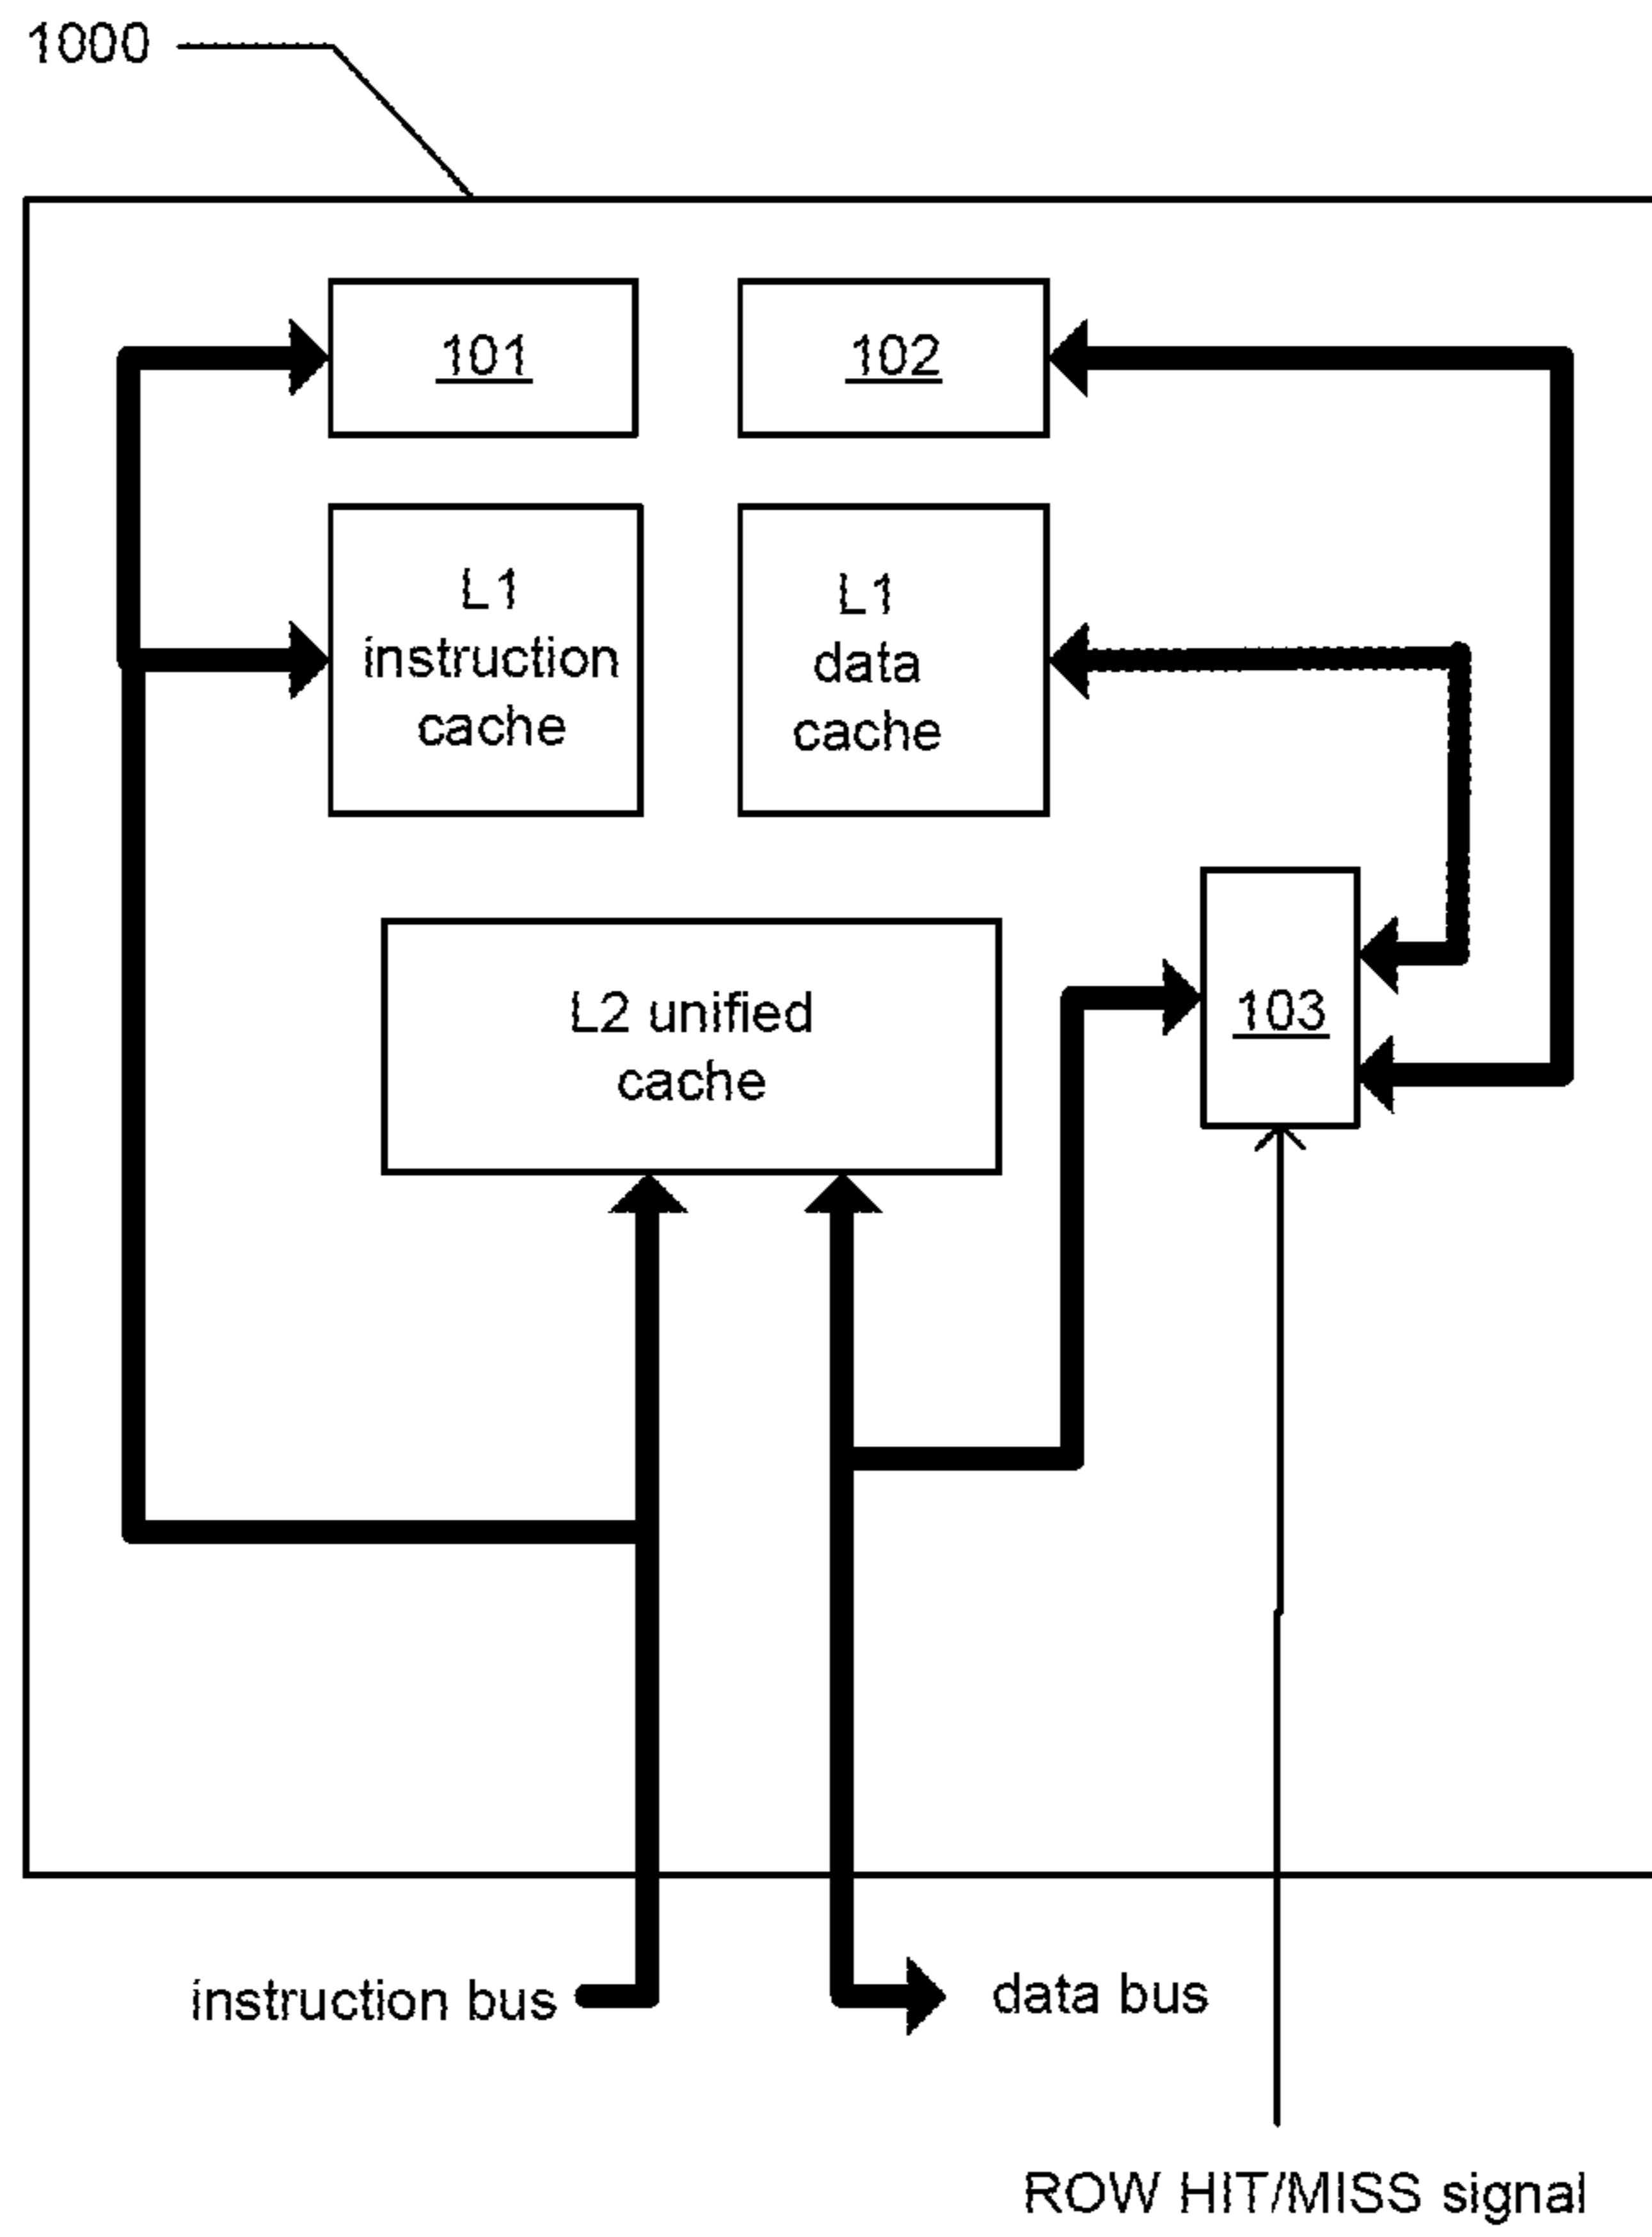 1000
101
102
L1
instruction
cache
L1
data
cache
L2 unified
cache
103
instruction bus
data bus
ROW HIT/MISS signal